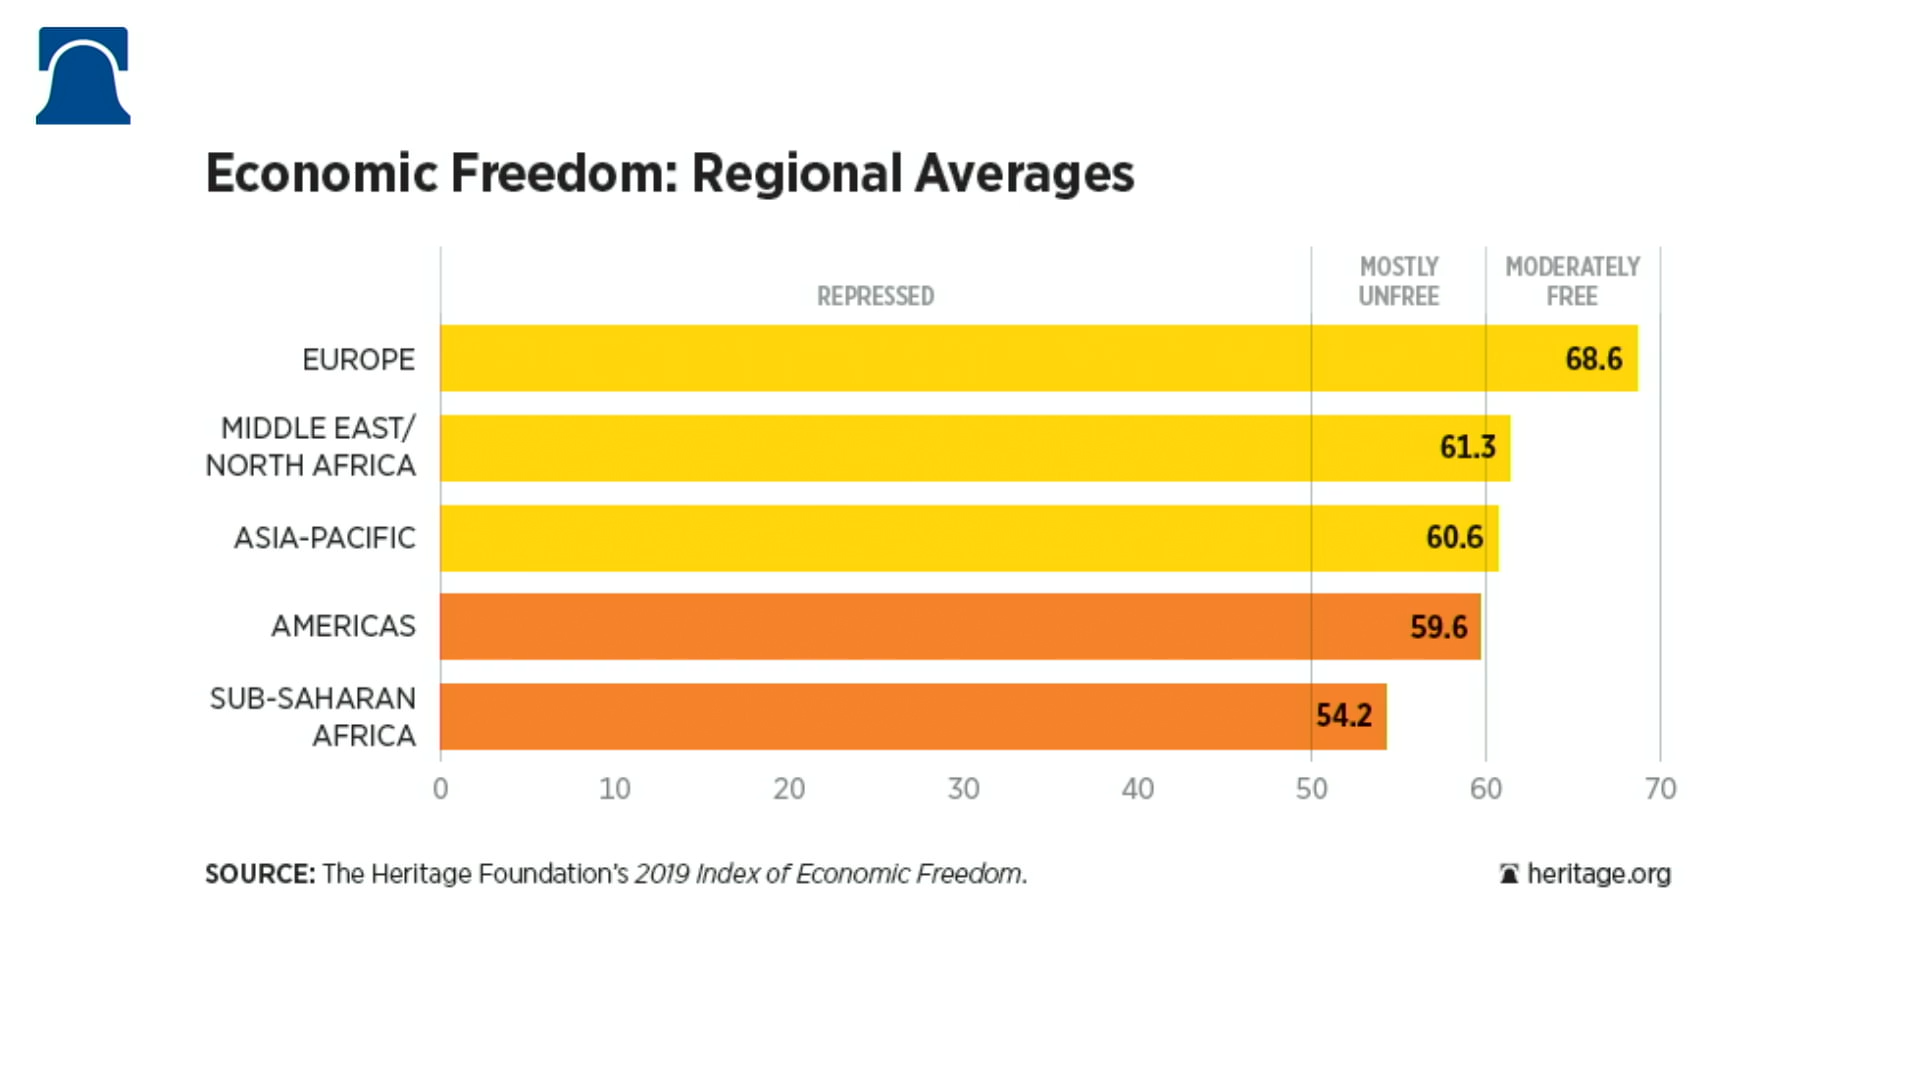 Economic Freedom: Regional Averages
REPRESSED
MOSTLY
UNFREE
MODERATELY
FREE
EUROPE
68.6
MIDDLE EAST/
NORTH AFRICA
61.3
ASIA-PACIFIC
60.6
AMERICAS
59.6
SUB-SAHARAN
AFRICA
54.2
0 10 20 30 40 50 60 70
SOURCE: The Heritage Foundation's 2019 Index of Economic Freedom.
heritage.org